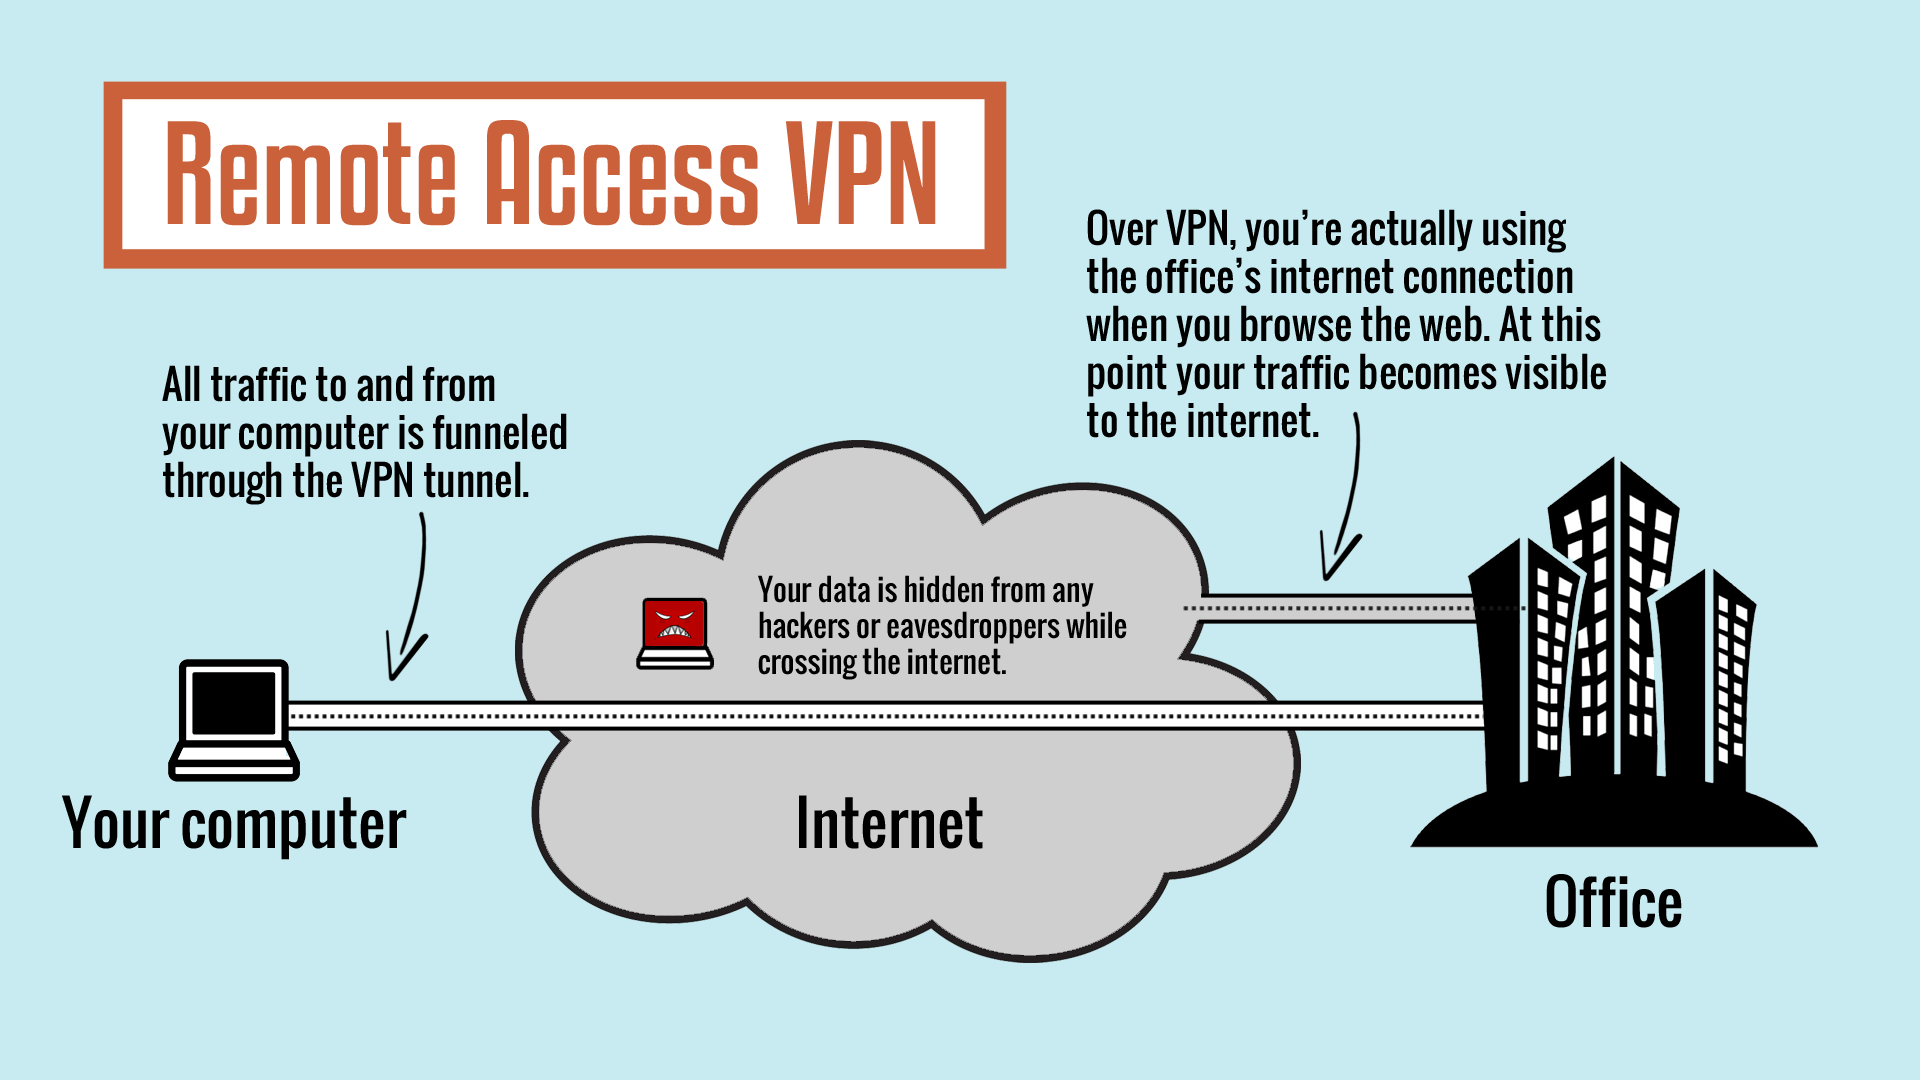 Remote Access VPN
Over VPN, you’re actually using
the office’s internet connection
when you browse the web. At this
point your traffic becomes visible
to the internet.
All traffic to and from
your computer is funneled
through the VPN tunnel.
Your data is hidden from any
hackers or eavesdroppers while
crossing the internet.
Your computer
Internet
Office